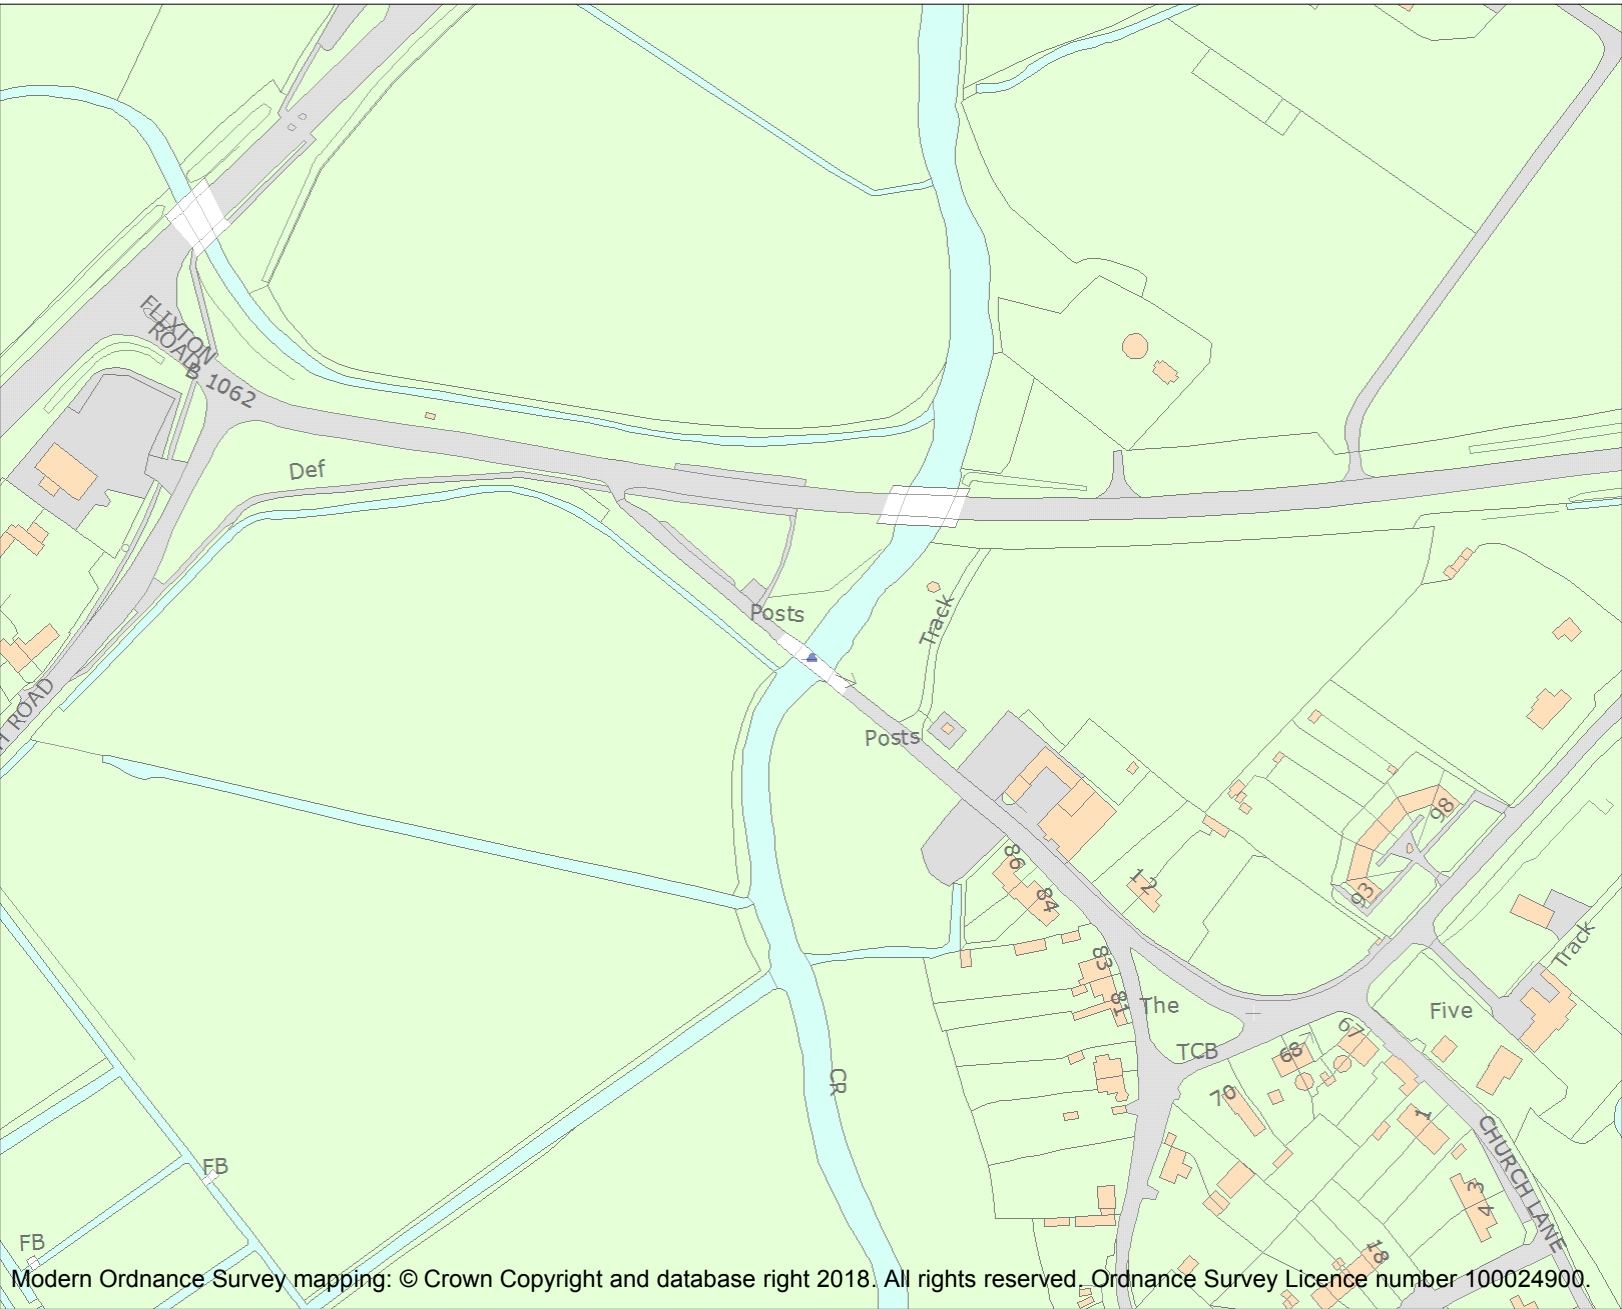 FLIXTON
ROAD
B 1062
Def
Posts
Track
H ROAD
Posts
98
86
84
12
93
83
81
The
Track
Five
67
68
TCB
70
CR
1
CHURCH LANE
FB
3
4
FB
18
Modern Ordnance Survey mapping: © Crown Copyright and database right 2018. All rights reserved. Ordnance Survey Licence number 100024900.